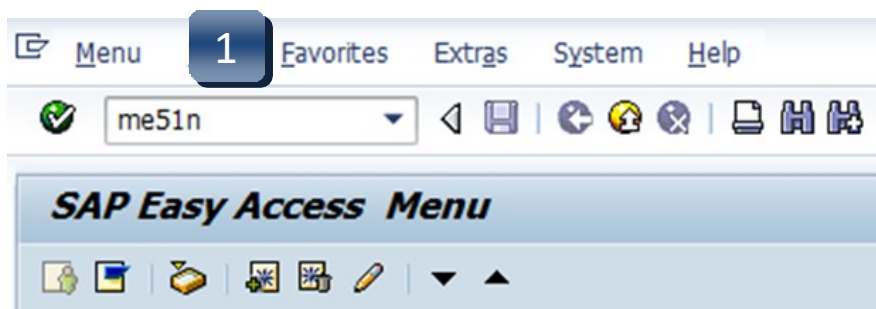 Menu 1 Favorites Extras System Help
me51n
SAP Easy Access Menu